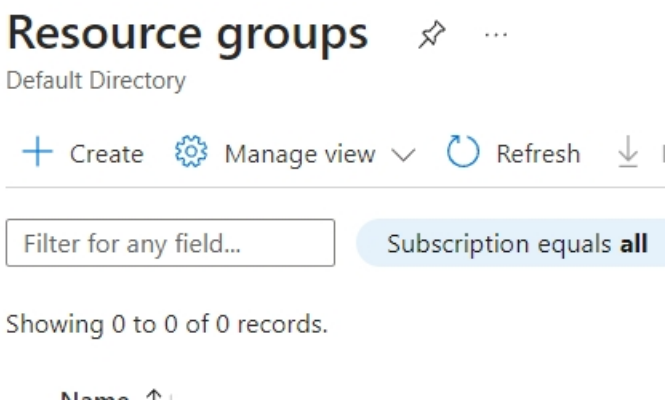 Resource groups
Default Directory
Create Manage view Refresh
Filter for any field... Subscription equals all
Showing 0 to 0 of 0 records.
Name